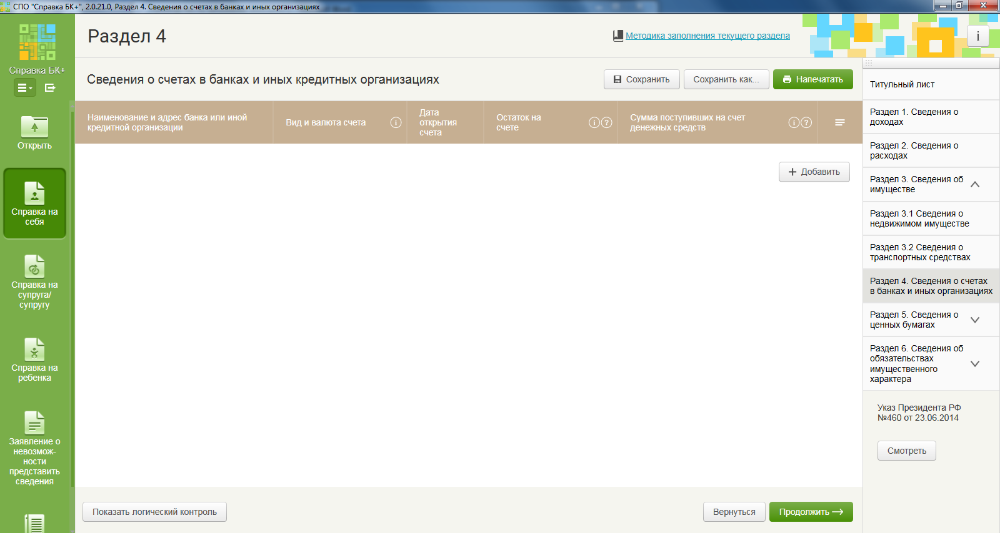 СПО "Справка БК+", 2.0.21.0, Раздел 4. Сведения о счетах в банках и иных организациях
Справка БК+
Открыть
Справка на
себя
Справка на
супруга/
супругу
Справка на
ребенка
Заявление о
невозмож-
ности
представить
сведения
Раздел 4
Методика заполнения текущего раздела
i
Сведения о счетах в банках и иных кредитных организациях
Сохранить
Сохранить как...
Напечатать
Наименование и адрес банка или иной
кредитной организации
Вид и валюта счета
i
Дата
открытия
счета
Остаток на
счете
i ?
Сумма поступивших на счет
денежных средств
i ?
+ Добавить
Показать логический контроль
Вернуться
Продолжить →
Титульный лист
Раздел 1. Сведения о
доходах
Раздел 2. Сведения о
расходах
Раздел 3. Сведения об
имуществе
Раздел 3.1 Сведения о
недвижимом имуществе
Раздел 3.2 Сведения о
транспортных средствах
Раздел 4. Сведения о счетах
в банках и иных организациях
Раздел 5. Сведения о
ценных бумагах
Раздел 6. Сведения об
обязательствах
имущественного
характера
Указ Президента РФ
№460 от 23.06.2014
Смотреть